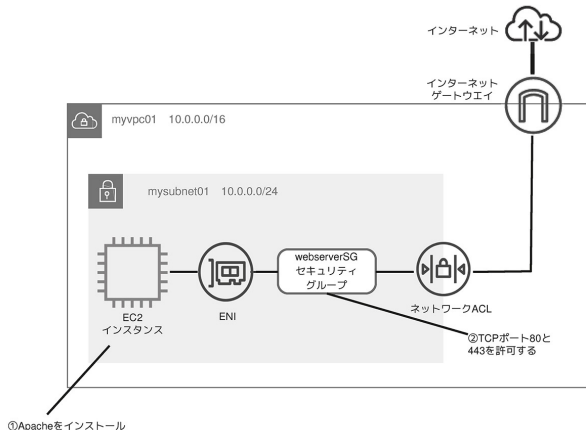 インターネット
インターネット
ゲートウエイ
myvpc01 10.0.0.0/16
mysubnet01 10.0.0.0/24
webserverSG
セキュリティ
グループ
EC2
インスタンス
ENI
ネットワークACL
②TCPポート80と
443を許可する
①Apacheをインストール